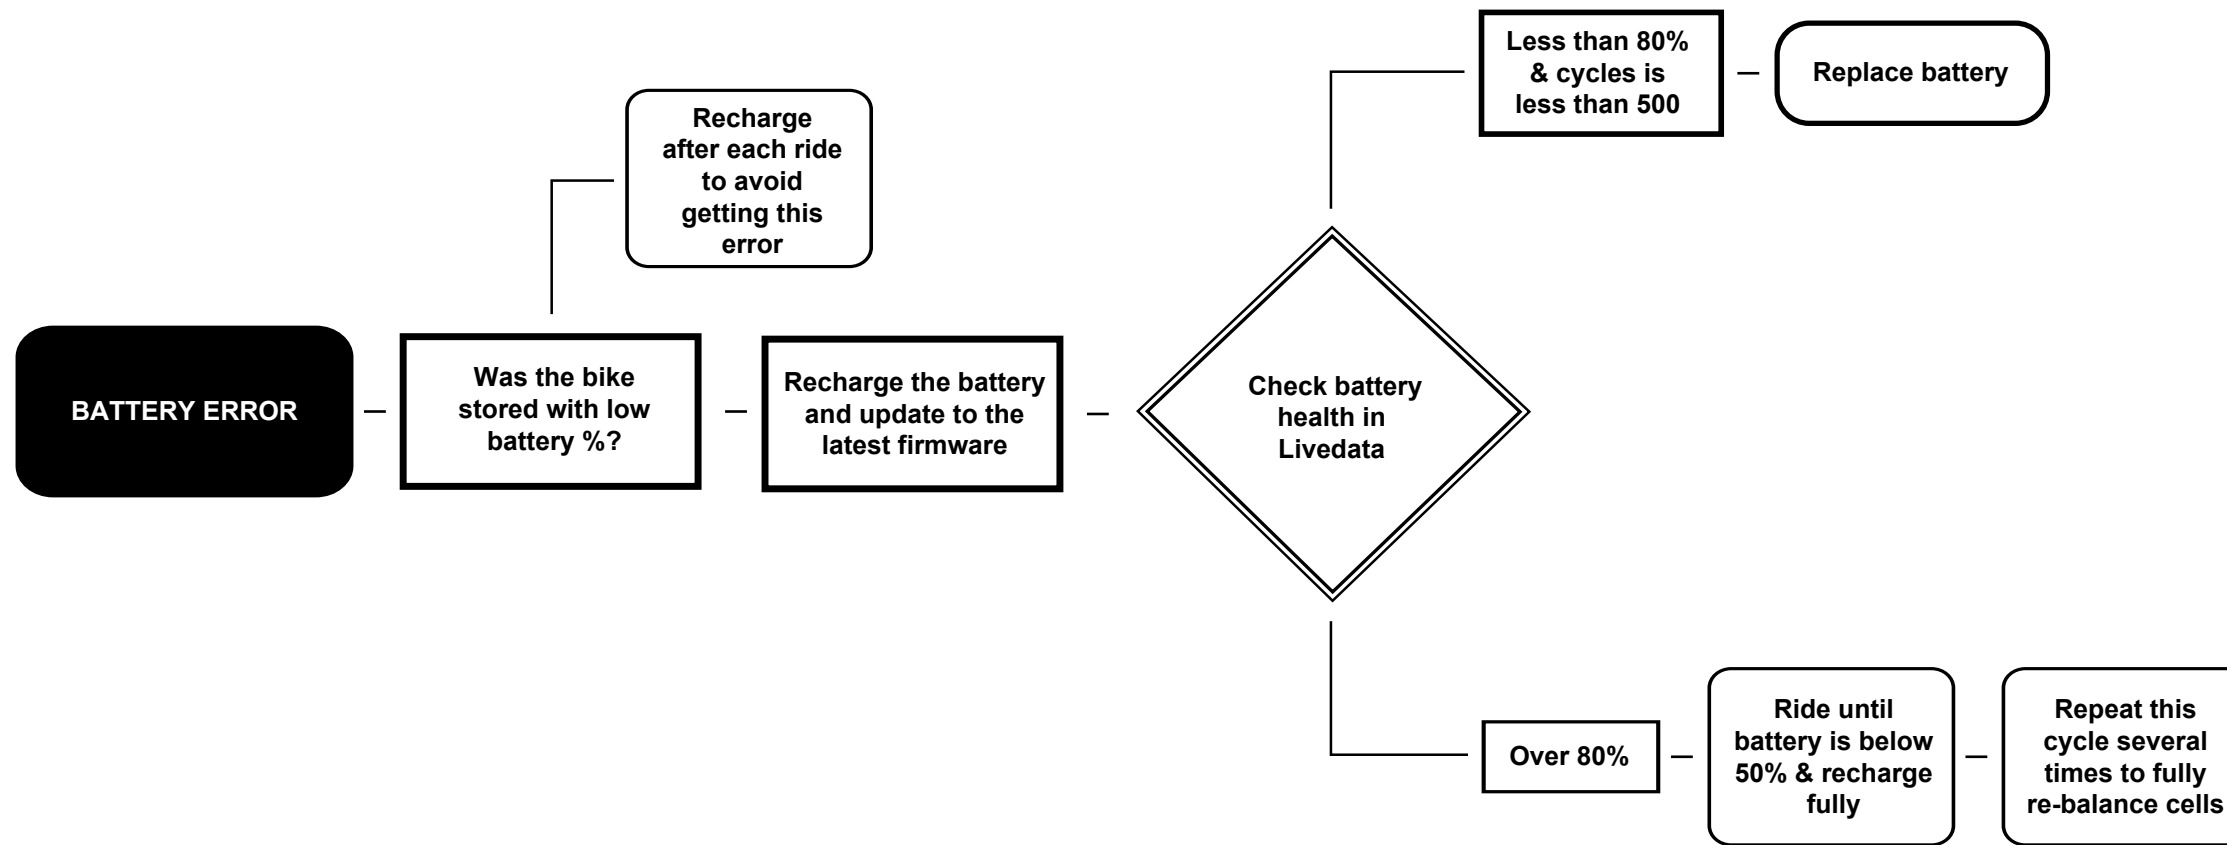 BATTERY ERROR
Was the bike
stored with low
battery %?
Recharge
after each ride
to avoid
getting this
error
Recharge the battery
and update to the
latest firmware
Check battery
health in
Livedata
Less than 80%
& cycles is
less than 500
Replace battery
Over 80%
Ride until
battery is below
50% & recharge
fully
Repeat this
cycle several
times to fully
re-balance cells